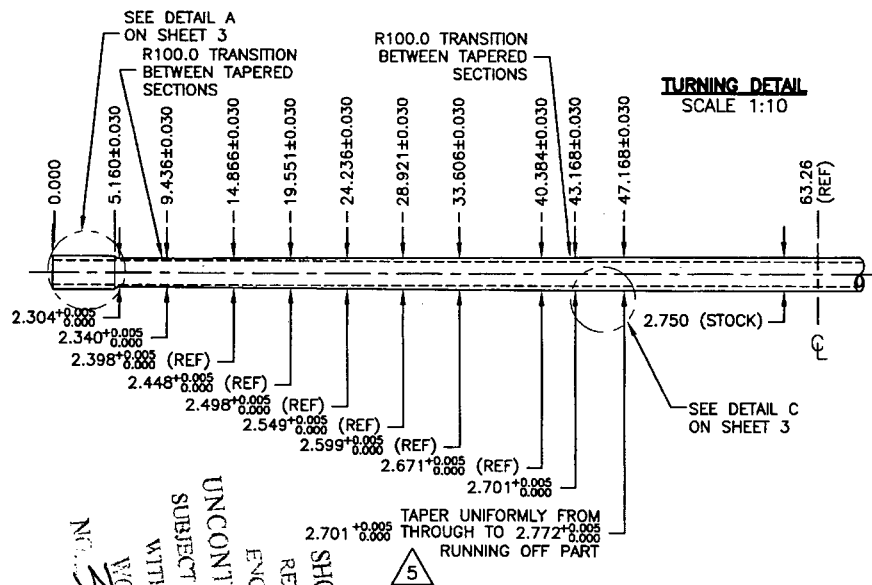 SEE DETAIL A
ON SHEET 3
R100.0 TRANSITION
BETWEEN TAPERED
SECTIONS
R100.0 TRANSITION
BETWEEN TAPERED
SECTIONS
TURNING DETAIL
SCALE 1:10
0.000
5.160±0.030
9.436±0.030
14.866±0.030
19.551±0.030
24.236±0.030
28.921±0.030
33.606±0.030
40.384±0.030
43.168±0.030
47.168±0.030
63.26
(REF)
2.304+0.005 0.000
2.340+0.005 0.000
2.398+0.005 0.000 (REF)
2.448+0.005 0.000 (REF)
2.498+0.005 0.000 (REF)
2.549+0.005 0.000 (REF)
2.599+0.005 0.000 (REF)
2.671+0.005 0.000 (REF)
2.701+0.005 0.000
2.750 (STOCK)
SEE DETAIL C
ON SHEET 3
TAPER UNIFORMLY FROM
2.701 +0.005 0.000 THROUGH TO 2.772+0.005 0.000
RUNNING OFF PART
5
SHO
RE
ENG
UNCONT
SUBJECT
WITH
WO
NO